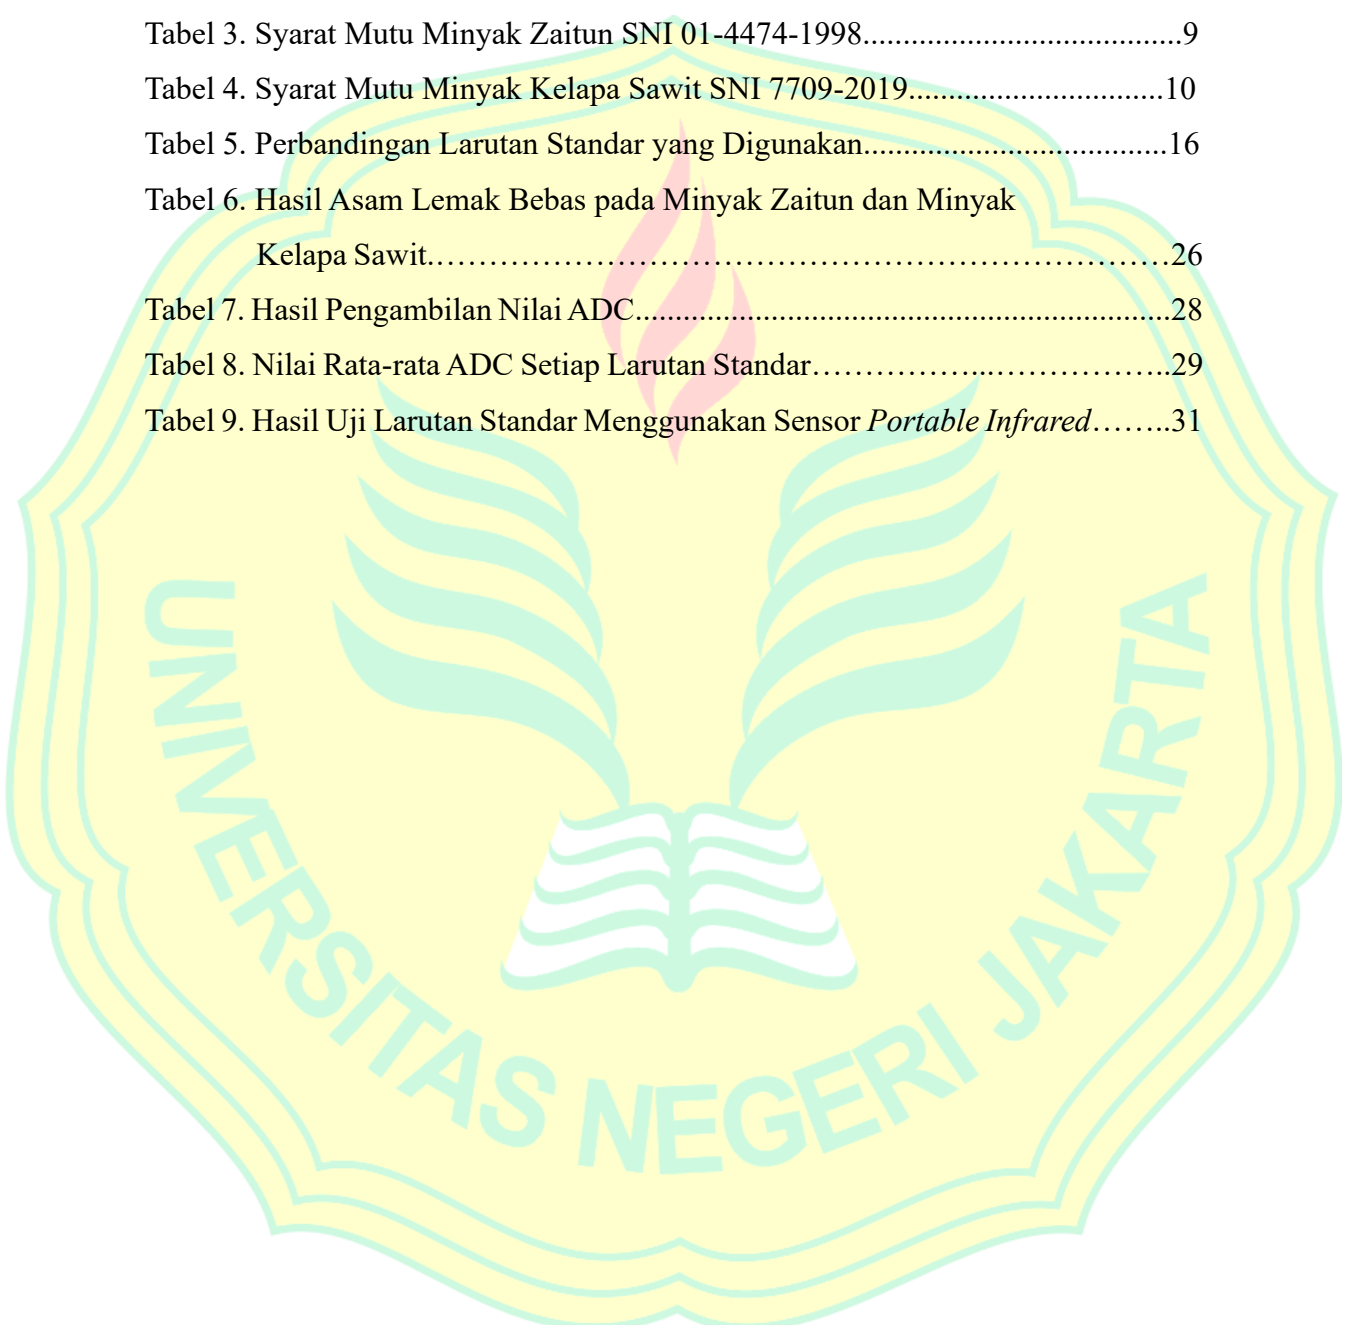 Tabel 3. Syarat Mutu Minyak Zaitun SNI 01-4474-1998........................................9
Tabel 4. Syarat Mutu Minyak Kelapa Sawit SNI 7709-2019................................10
Tabel 5. Perbandingan Larutan Standar yang Digunakan......................................16
Tabel 6. Hasil Asam Lemak Bebas pada Minyak Zaitun dan Minyak
Kelapa Sawit.…………………………………………………………………26
Tabel 7. Hasil Pengambilan Nilai ADC...................................................................28
Tabel 8. Nilai Rata-rata ADC Setiap Larutan Standar……………...……………..29
Tabel 9. Hasil Uji Larutan Standar Menggunakan Sensor Portable Infrared……..31
UNIVERSITAS NEGERI JAKARTA